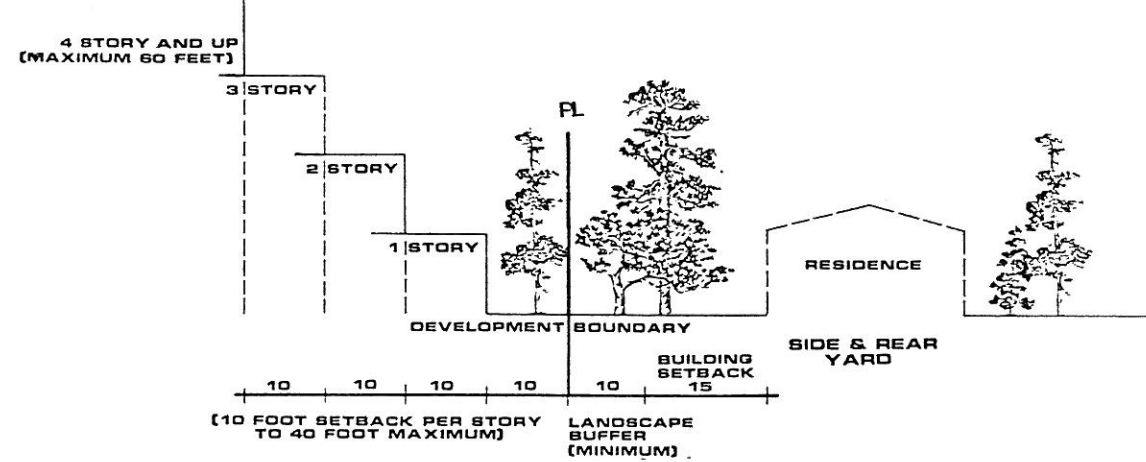 4 STORY AND UP
(MAXIMUM 60 FEET)
3 STORY
PL
2 STORY
1 STORY
RESIDENCE
DEVELOPMENT BOUNDARY
SIDE & REAR
YARD
BUILDING
SETBACK
10 10 10 10 10 15
(10 FOOT SETBACK PER STORY
TO 40 FOOT MAXIMUM)
LANDSCAPE
BUFFER
(MINIMUM)